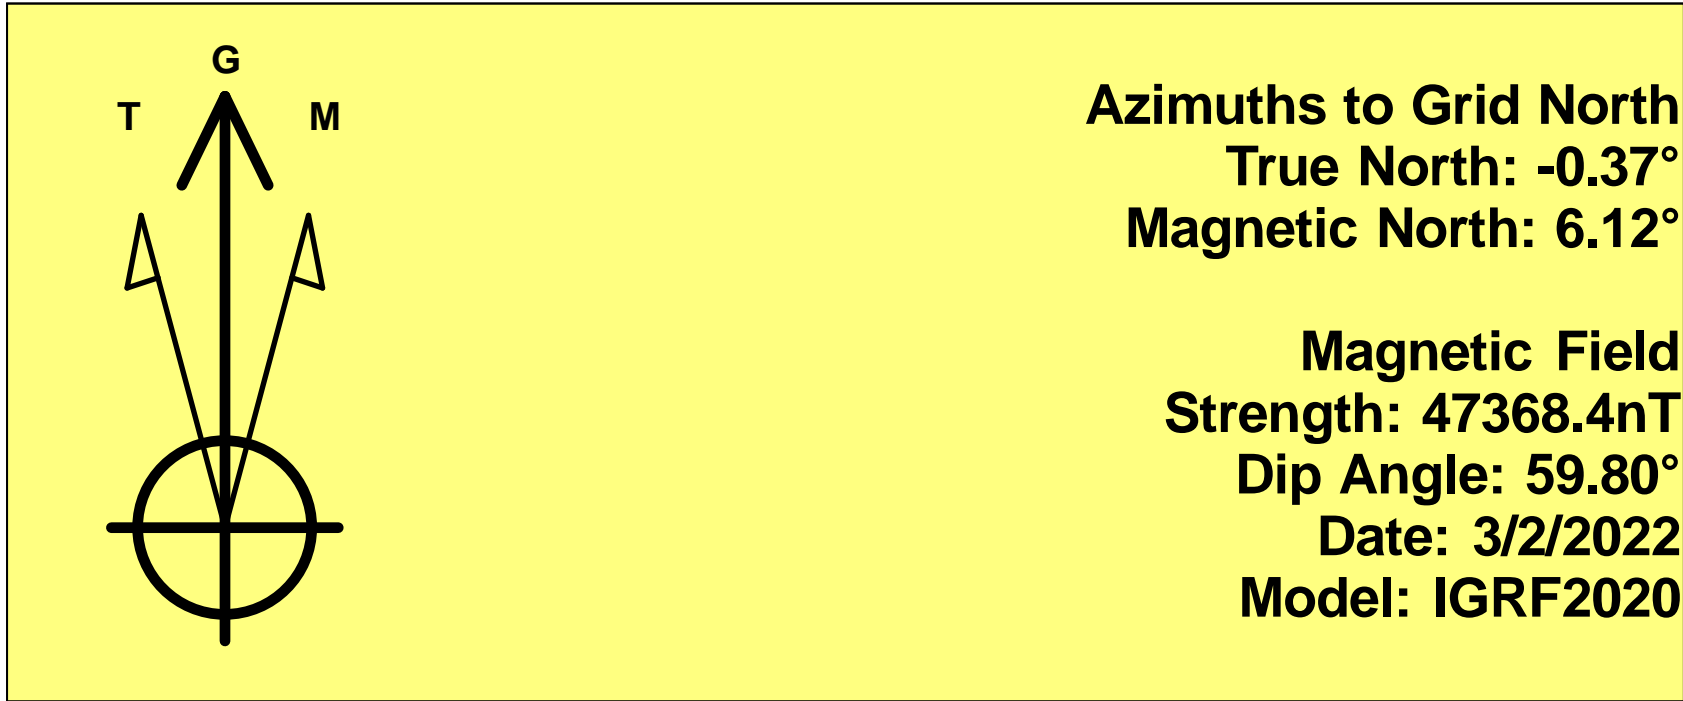 G
T M
Azimuths to Grid North
True North: -0.37°
Magnetic North: 6.12°
Magnetic Field
Strength: 47368.4nT
Dip Angle: 59.80°
Date: 3/2/2022
Model: IGRF2020